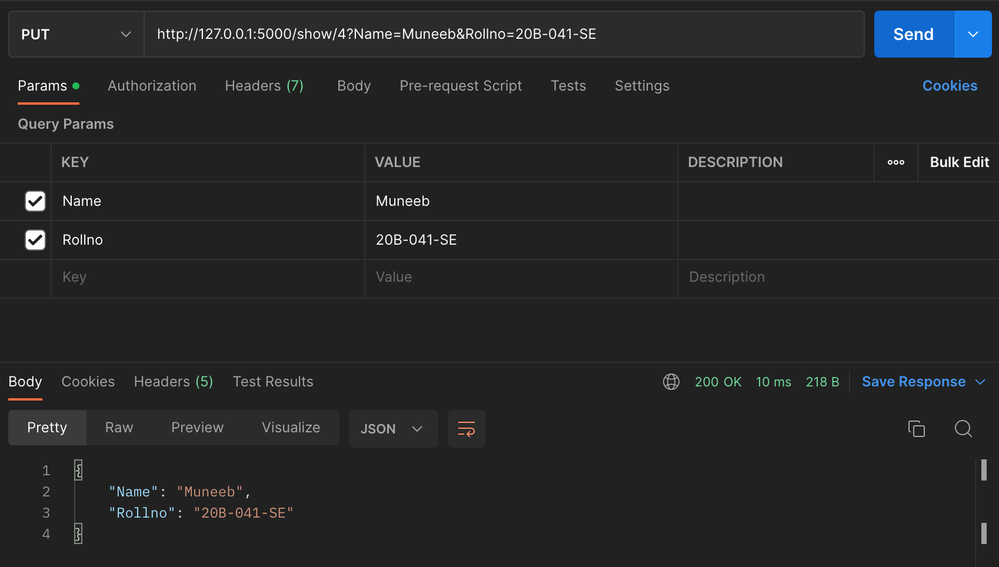 PUT http://127.0.0.1:5000/show/4?Name=Muneeb&Rollno=20B-041-SE Send
Params Authorization Headers (7) Body Pre-request Script Tests Settings Cookies
Query Params
KEY VALUE DESCRIPTION ooo Bulk Edit
Name Muneeb
Rollno 20B-041-SE
Key Value Description
Body Cookies Headers (5) Test Results 200 OK 10 ms 218 B Save Response
Pretty Raw Preview Visualize JSON
1 {
2 "Name": "Muneeb",
3 "Rollno": "20B-041-SE"
4 }